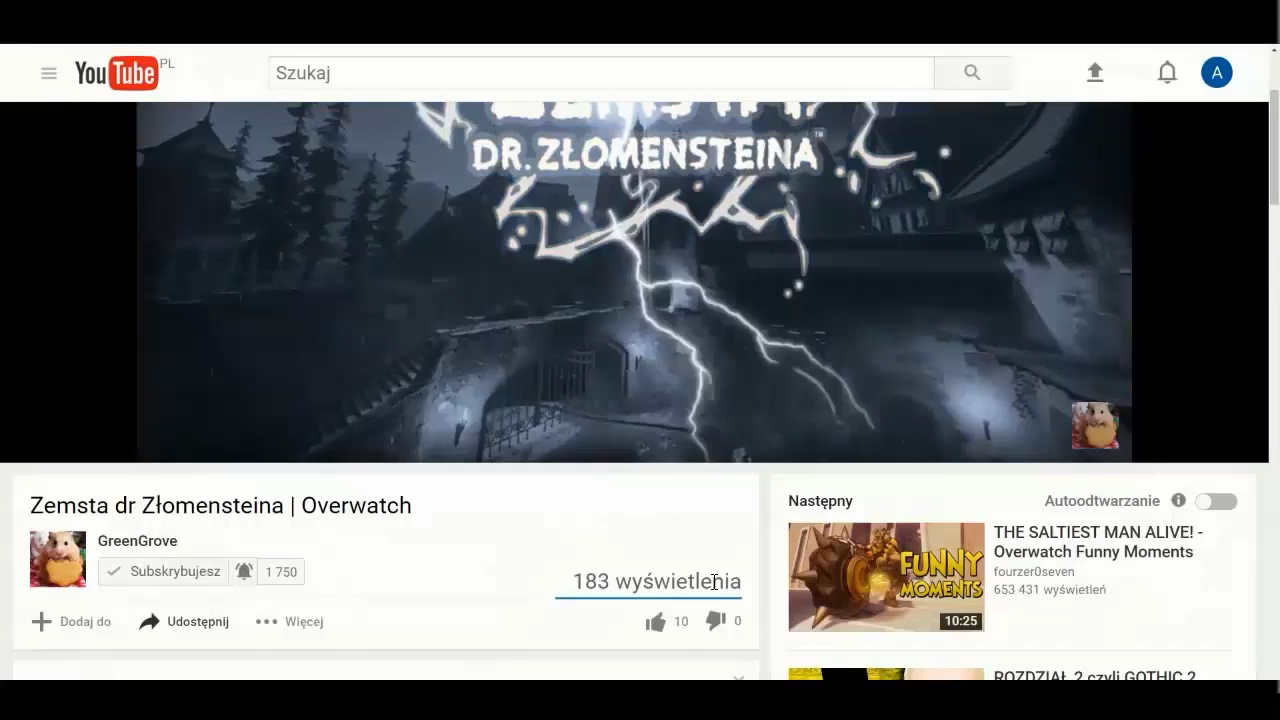 YouTube PL
Szukaj
A
ZEMSTA
DR. ZŁOMENSTEINA™
Zemsta dr Złomensteina | Overwatch
GreenGrove
Subskrybujesz 1 750
183 wyświetlenia
Dodaj do Udostępnij Więcej
10 0
Następny
Autoodtwarzanie
FUNNY
MOMENTS
10:25
THE SALTIEST MAN ALIVE! -
Overwatch Funny Moments
fourzer0seven
653 431 wyświetleń
ROZDZIAŁ 2 czyli GOTHIC 2